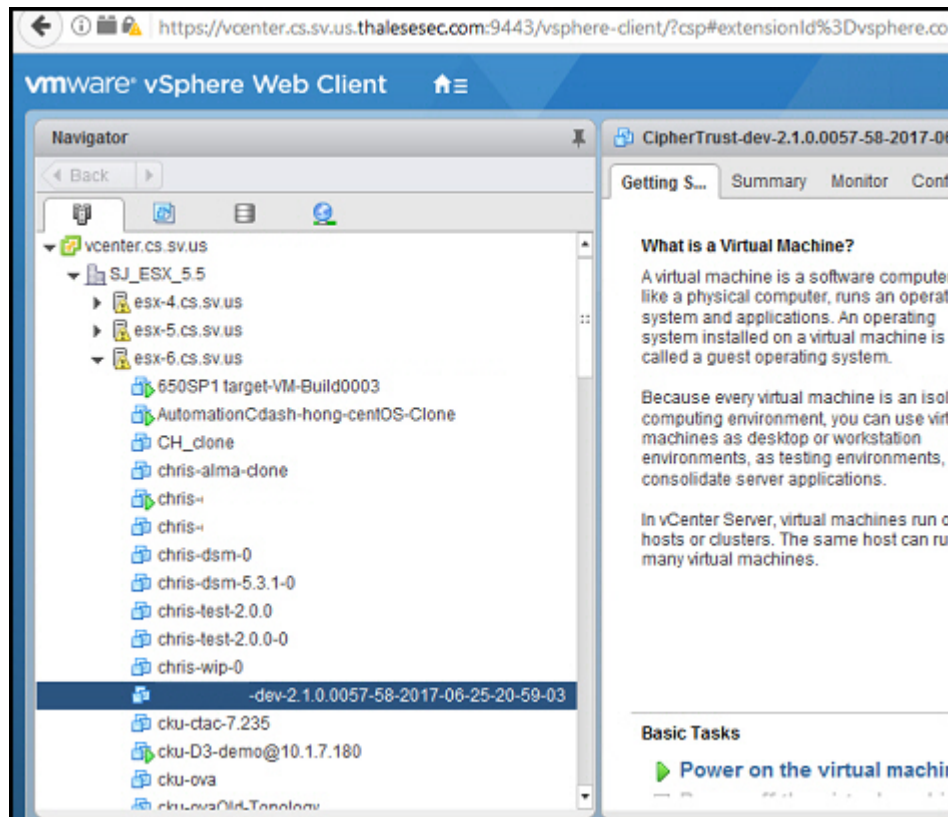 https://vcenter.cs.sv.us.thalesesec.com:9443/vsphere-client/?csp#extensionId%3Dvsphere.co
vmware® vSphere Web Client
Navigator
Back
vcenter.cs.sv.us
SJ_ESX_5.5
esx-4.cs.sv.us
esx-5.cs.sv.us
esx-6.cs.sv.us
650SP1 target-VM-Build0003
AutomationCdash-hong-centOS-Clone
CH_clone
chris-alma-clone
chris-
chris-
chris-dsm-0
chris-dsm-5.3.1-0
chris-test-2.0.0
chris-test-2.0.0-0
chris-wip-0
-dev-2.1.0.0057-58-2017-06-25-20-59-03
cku-ctac-7.235
cku-D3-demo@10.1.7.180
cku-ova
cku-ovaOld-Topology
CipherTrust-dev-2.1.0.0057-58-2017-06
Getting S... Summary Monitor Conf
What is a Virtual Machine?
A virtual machine is a software computer
like a physical computer, runs an operat
system and applications. An operating
system installed on a virtual machine is
called a guest operating system.
Because every virtual machine is an isol
computing environment, you can use virt
machines as desktop or workstation
environments, as testing environments,
consolidate server applications.
In vCenter Server, virtual machines run o
hosts or clusters. The same host can ru
many virtual machines.
Basic Tasks
Power on the virtual machin